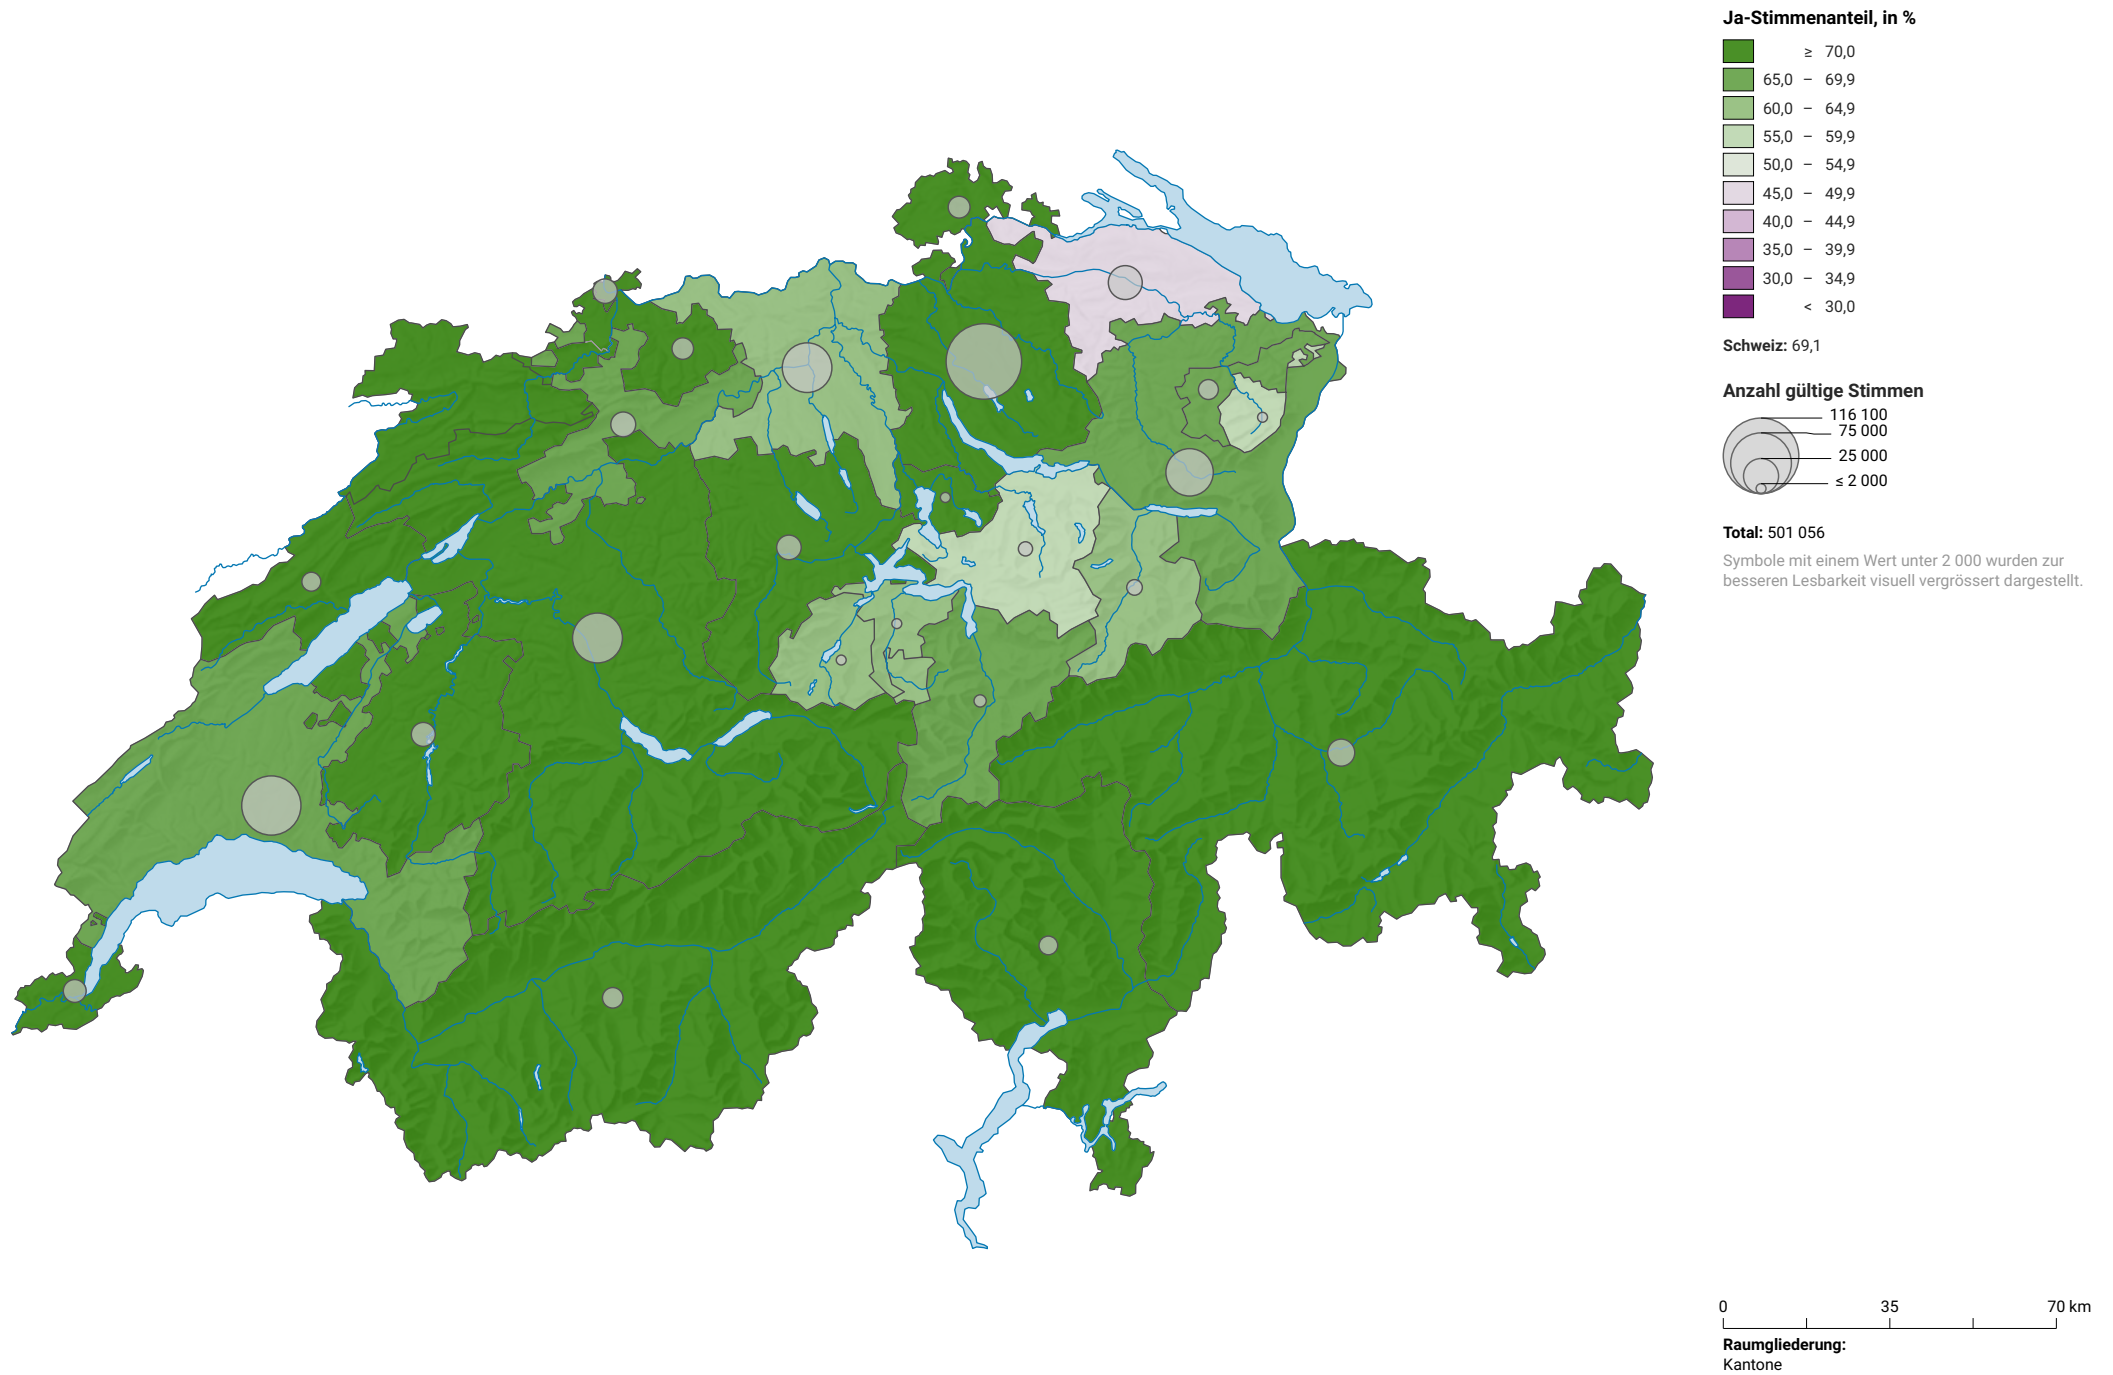 Ja-Stimmenanteil, in %
≥ 70,0
65,0 – 69,9
60,0 – 64,9
55,0 – 59,9
50,0 – 54,9
45,0 – 49,9
40,0 – 44,9
35,0 – 39,9
30,0 – 34,9
< 30,0
Schweiz: 69,1
Anzahl gültige Stimmen
116 100
75 000
25 000
≤ 2 000
Total: 501 056
Symbole mit einem Wert unter 2 000 wurden zur
besseren Lesbarkeit visuell vergrössert dargestellt.
0 35 70 km
Raumgliederung:
Kantone